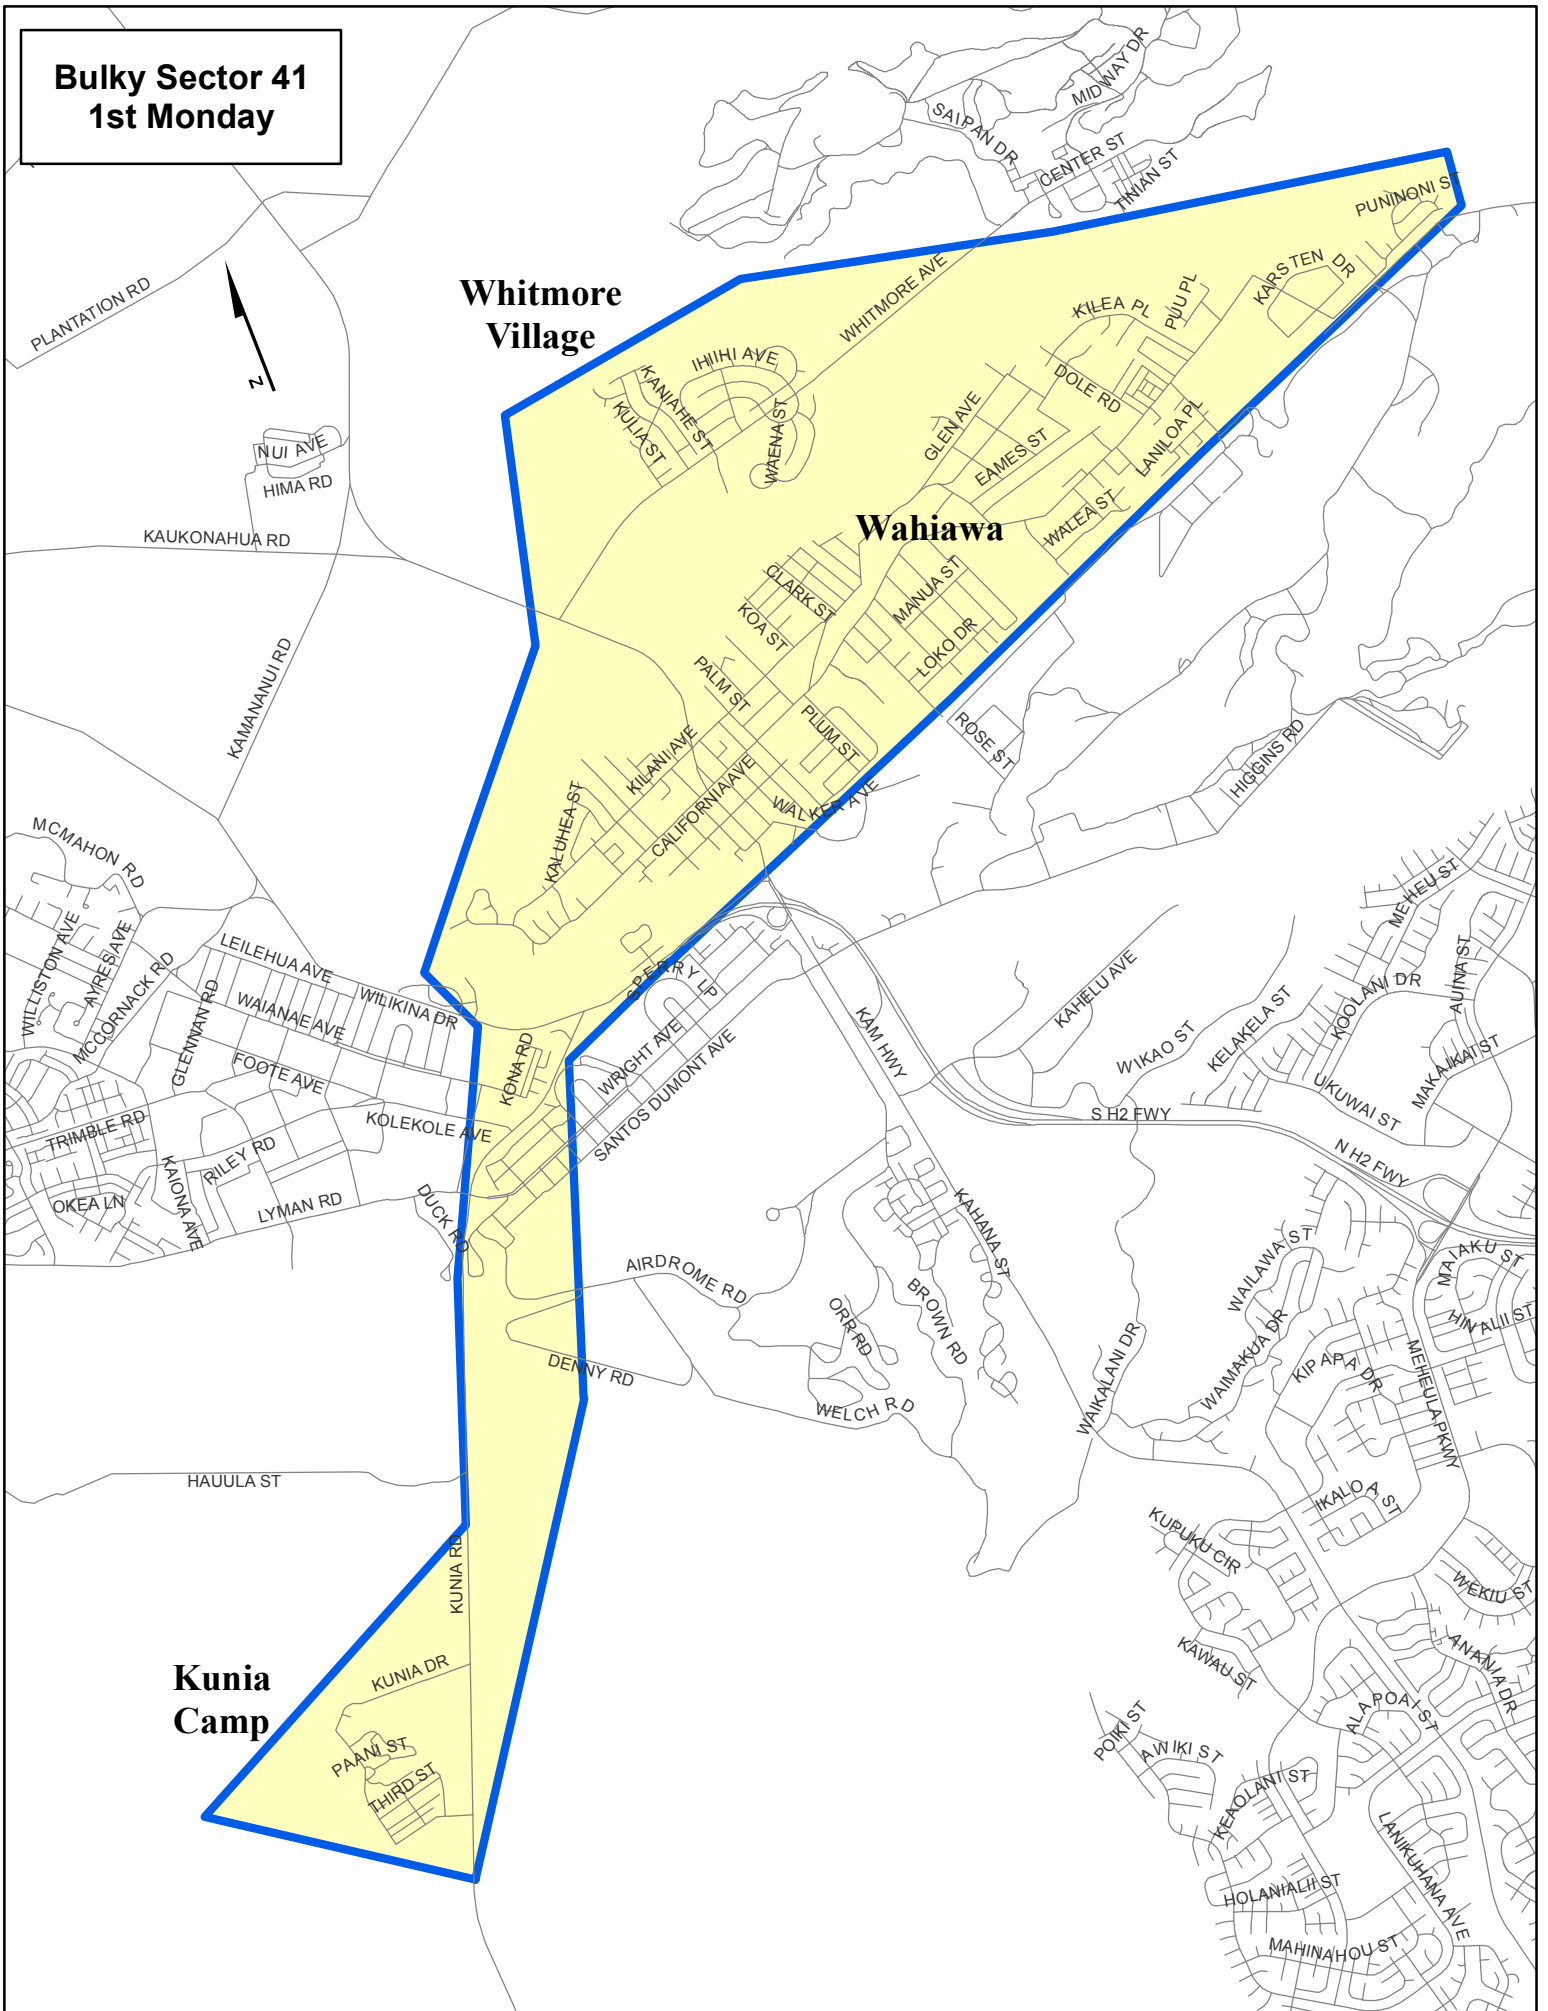 Bulky Sector 41
1st Monday
MIDWAY DR
SAIPAN DR
CENTER ST
TINIAN ST
PUNINONI ST
PLANTATION RD
Whitmore
Village
WHITMORE AVE
KARSTEN DR
KILEA PL
PUU PL
N
IHIIHI AVE
KANIAHE ST
KULIA ST
WAENA ST
DOLE RD
GLEN AVE
EAMES ST
LANILOA PL
NUI AVE
HIMA RD
KAUKONAHUA RD
Wahiawa
WALEA ST
CLARK ST
MANUA ST
KOA ST
LOKO DR
KAMANANUI RD
PALM ST
PLUM ST
ROSE ST
KILANI AVE
CALIFORNIA AVE
HIGGINS RD
WALKER AVE
KALUHEA ST
MCMAHON RD
MEHEU ST
WILLISTON AVE
AYRES AVE
MCCORNACK RD
LEILEHUA AVE
WILIKINA DR
WAIANAE AVE
GLENNAN RD
FOOTE AVE
SPERRY LP
KAHELU AVE
AUINA ST
KOOLANI DR
KELAKELA ST
WIKAO ST
KAM HWY
KONA RD
WRIGHT AVE
SANTOS DUMONT AVE
MAKAIKAI ST
UKUWAI ST
S H2 FWY
N H2 FWY
TRIMBLE RD
KOLEKOLE AVE
RILEY RD
KAIONA AVE
OKEA LN
LYMAN RD
DUCK RD
KAHANA ST
AIRDROME RD
WAILAWA ST
MAIAKU ST
HINALII ST
ORR RD
BROWN RD
WAIMAKUA DR
WAIKALANI DR
KIPAPA DR
MEHEULA PKWY
DENNY RD
WELCH RD
HAUULA ST
IKALOA ST
KUPUKU CIR
KUNIA RD
WEKIU ST
Kunia
Camp
KUNIA DR
KAWAU ST
ANANIA DR
ALA POAI ST
POIKI ST
AWIKI ST
PAANI ST
THIRD ST
KEAOLANI ST
LANIKUHANA AVE
HOLANIALII ST
MAHINAHOU ST